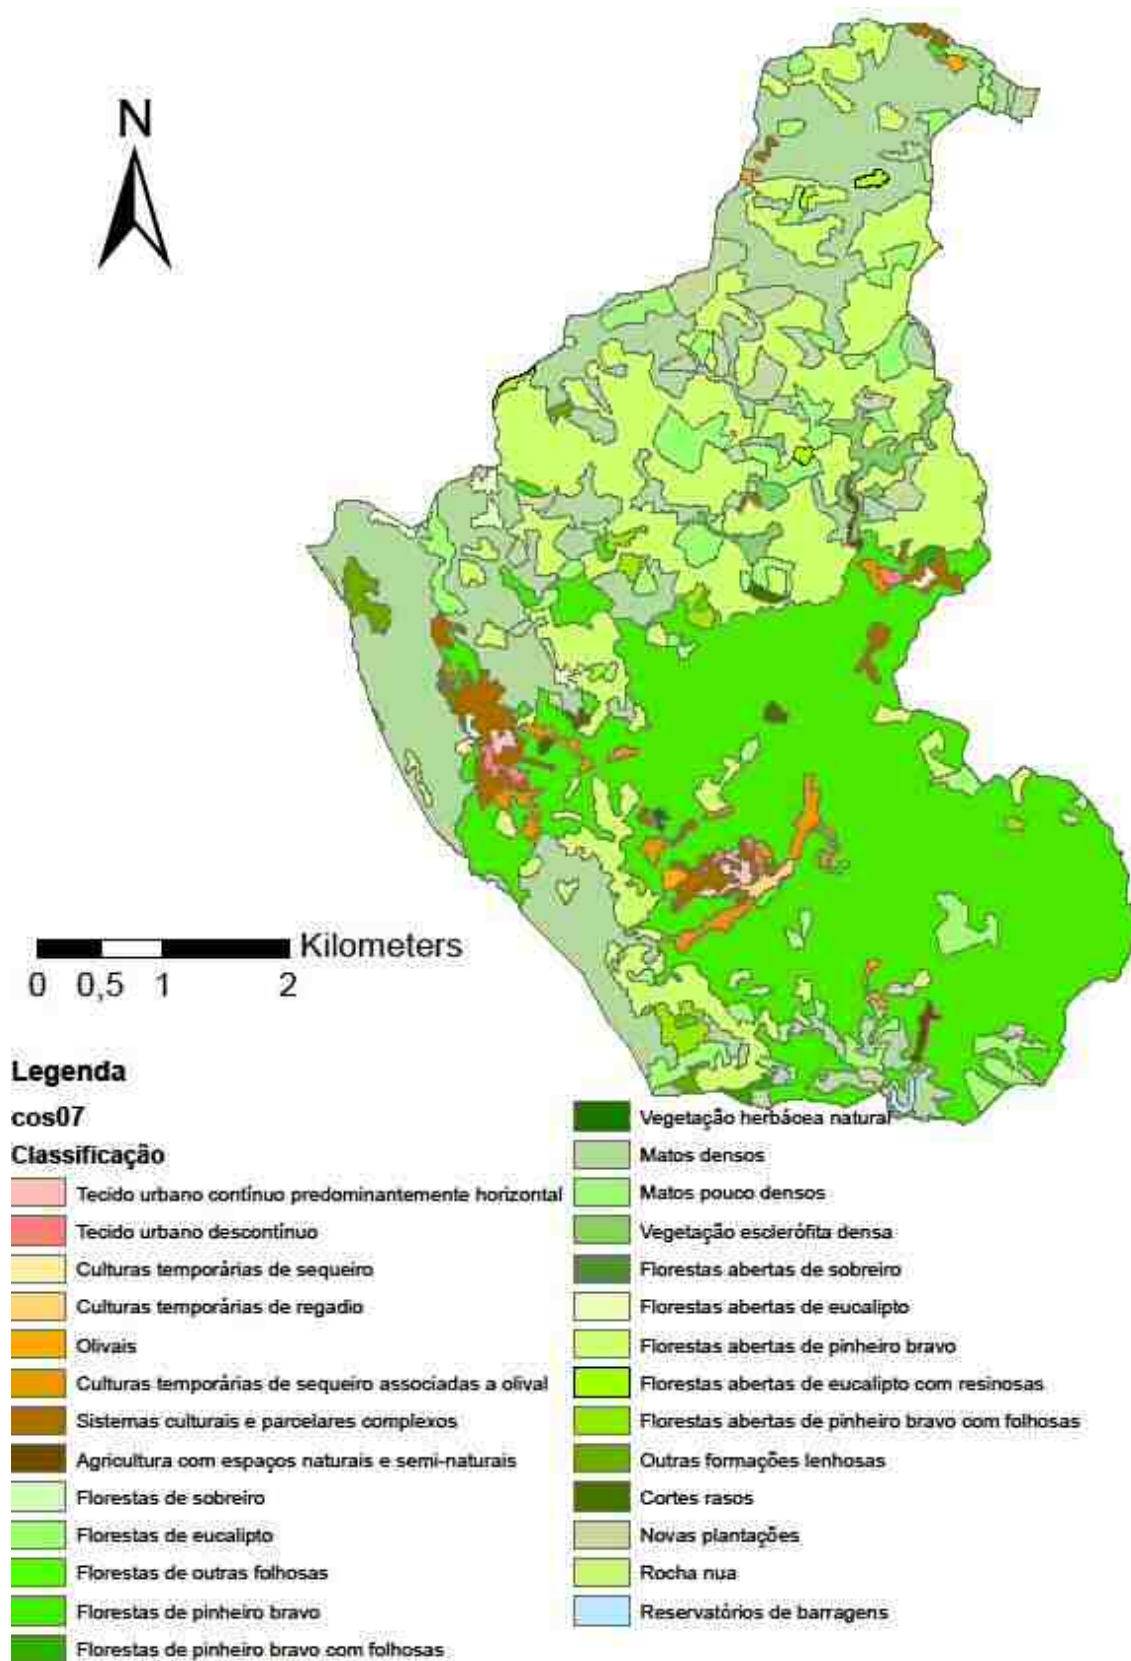 N
Kilometers
0 0,5 1 2
Legenda
cos07
Classificação
Tecido urbano contínuo predominantemente horizontal
Tecido urbano descontínuo
Culturas temporárias de sequeiro
Culturas temporárias de regadio
Olivais
Culturas temporárias de sequeiro associadas a olival
Sistemas culturais e parcelares complexos
Agricultura com espaços naturais e semi-naturais
Florestas de sobreiro
Florestas de eucalipto
Florestas de outras folhosas
Florestas de pinheiro bravo
Florestas de pinheiro bravo com folhosas
Vegetação herbácea natural
Matos densos
Matos pouco densos
Vegetação esclerófita densa
Florestas abertas de sobreiro
Florestas abertas de eucalipto
Florestas abertas de pinheiro bravo
Florestas abertas de eucalipto com resinosas
Florestas abertas de pinheiro bravo com folhosas
Outras formações lenhosas
Cortes rasos
Novas plantações
Rocha nua
Reservatórios de barragens